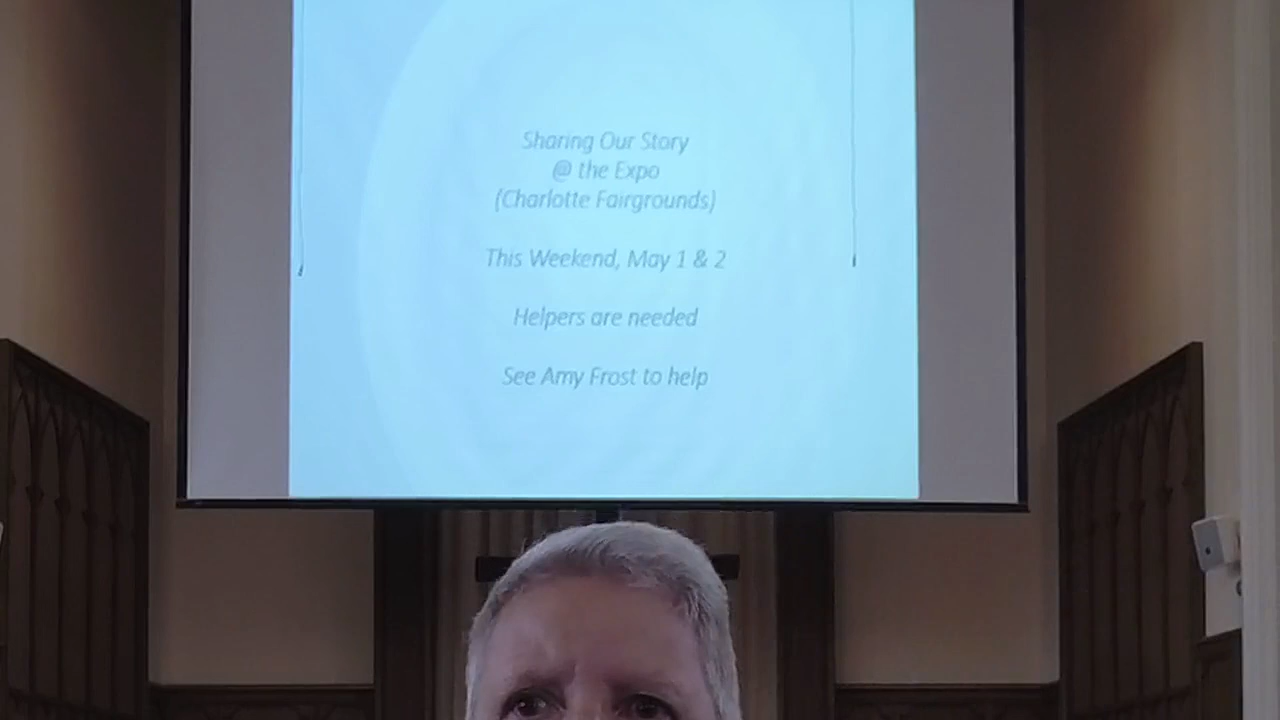 Sharing Our Story
@ the Expo
(Charlotte Fairgrounds)
This Weekend, May 1 & 2
Helpers are needed
See Amy Frost to help